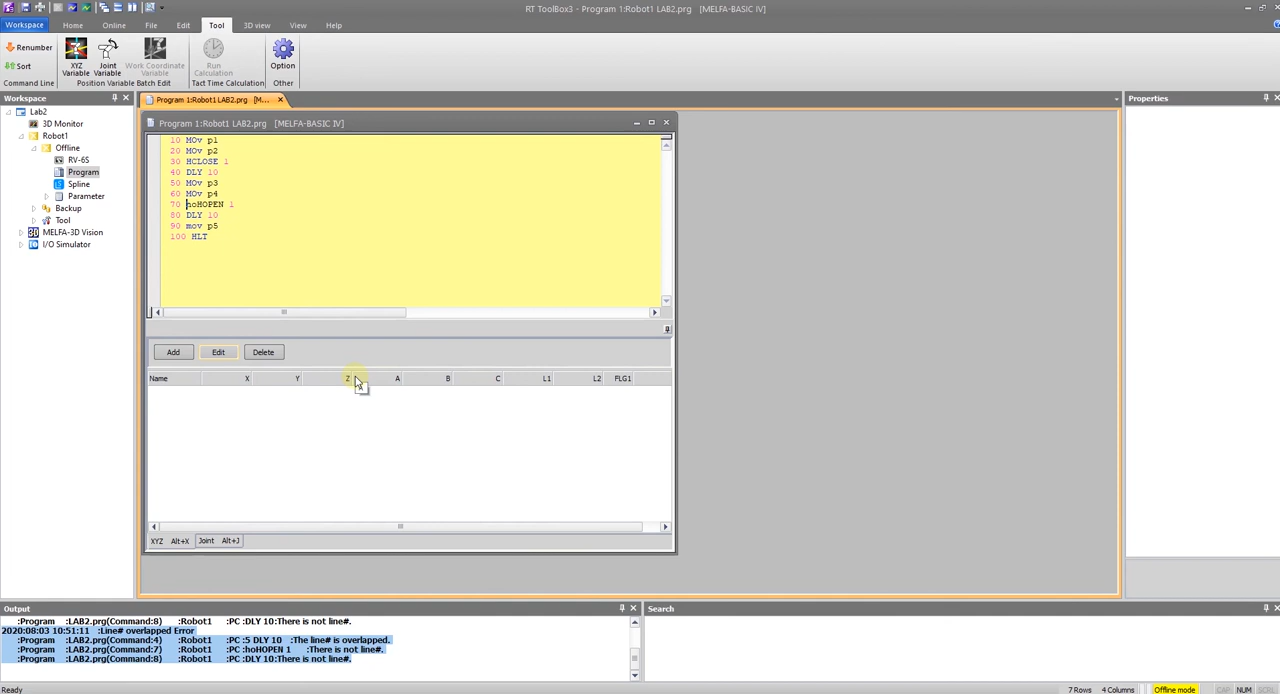 RT ToolBox3 - Program 1:Robot1 LAB2.prg [MELFA-BASIC IV]
Workspace Home Online File Edit Tool 3D view View Help
Renumber
Sort
XYZ Variable
Joint Variable
Work Coordinate Variable
Run Calculation
Option
Command Line Position Variable Batch Edit Tact Time Calculation Other
Workspace
Lab2
3D Monitor
Robot1
Offline
RV-6S
Program
Spline
Parameter
Backup
Tool
MELFA-3D Vision
I/O Simulator
Program 1:Robot1 LAB2.prg [M...
Program 1:Robot1 LAB2.prg [MELFA-BASIC IV]
10 MOv p1
20 MOv p2
30 HCLOSE 1
40 DLY 10
50 MOv p3
60 MOv p4
70 hoHOPEN 1
80 DLY 10
90 mov p5
100 HLT
Add Edit Delete
Name X Y Z A B C L1 L2 FLG1
XYZ Alt+X Joint Alt+J
Properties
Output
:Program :LAB2.prg(Command:8) :Robot1 :PC :DLY 10:There is not line#.
2020:08:03 10:51:11 :Line# overlapped Error
:Program :LAB2.prg(Command:4) :Robot1 :PC :5 DLY 10 :The line# is overlapped.
:Program :LAB2.prg(Command:7) :Robot1 :PC :hoHOPEN 1 :There is not line#.
:Program :LAB2.prg(Command:8) :Robot1 :PC :DLY 10:There is not line#.
Search
Ready 7 Rows 4 Columns Offline mode CAP NUM SCRL